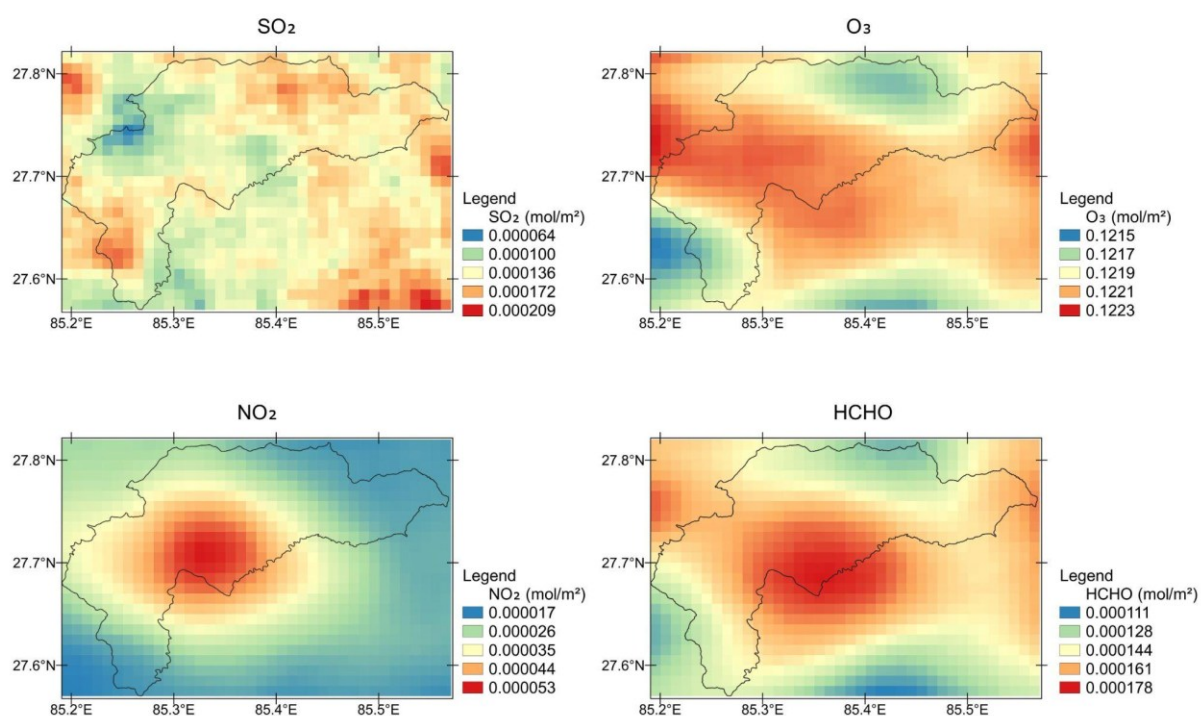 SO₂
27.8°N
27.7°N
27.6°N
85.2°E 85.3°E 85.4°E 85.5°E
Legend
SO₂ (mol/m²)
0.000064
0.000100
0.000136
0.000172
0.000209
O₃
27.8°N
27.7°N
27.6°N
85.2°E 85.3°E 85.4°E 85.5°E
Legend
O₃ (mol/m²)
0.1215
0.1217
0.1219
0.1221
0.1223
NO₂
27.8°N
27.7°N
27.6°N
85.2°E 85.3°E 85.4°E 85.5°E
Legend
NO₂ (mol/m²)
0.000017
0.000026
0.000035
0.000044
0.000053
HCHO
27.8°N
27.7°N
27.6°N
85.2°E 85.3°E 85.4°E 85.5°E
Legend
HCHO (mol/m²)
0.000111
0.000128
0.000144
0.000161
0.000178